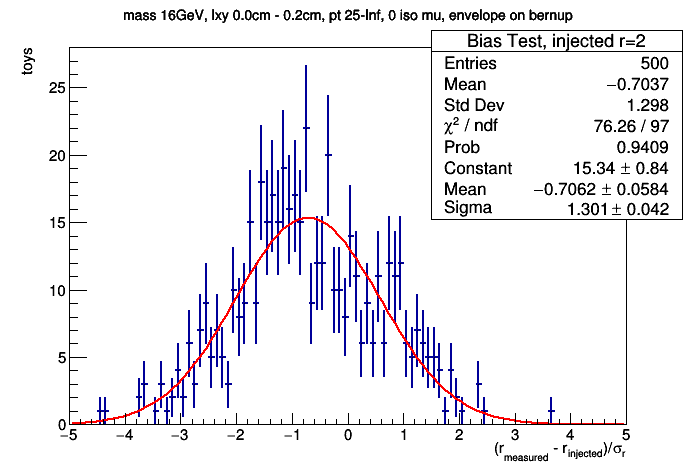 mass 16GeV, lxy 0.0cm - 0.2cm, pt 25-Inf, 0 iso mu, envelope on bernup
Bias Test, injected r=2
Entries 500
Mean −0.7037
Std Dev 1.298
χ² / ndf 76.26 / 97
Prob 0.9409
Constant 15.34 ± 0.84
Mean −0.7062 ± 0.0584
Sigma 1.301 ± 0.042
toys
25
20
15
10
5
0
−5 −4 −3 −2 −1 0 1 2 3 4 5
(r_measured - r_injected)/σ_r